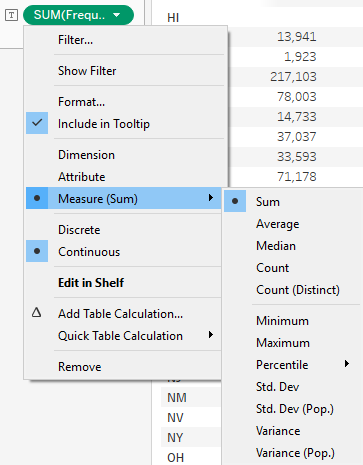 T SUM(Frequ..
HI
13,941
1,923
217,103
78,003
14,733
37,037
33,593
71,178
Filter...
Show Filter
Format...
Include in Tooltip
Dimension
Attribute
Measure (Sum)
Discrete
Continuous
Edit in Shelf
Add Table Calculation...
Quick Table Calculation
Remove
Sum
Average
Median
Count
Count (Distinct)
Minimum
Maximum
Percentile
Std. Dev
Std. Dev (Pop.)
Variance
Variance (Pop.)
NM
NV
NY
OH